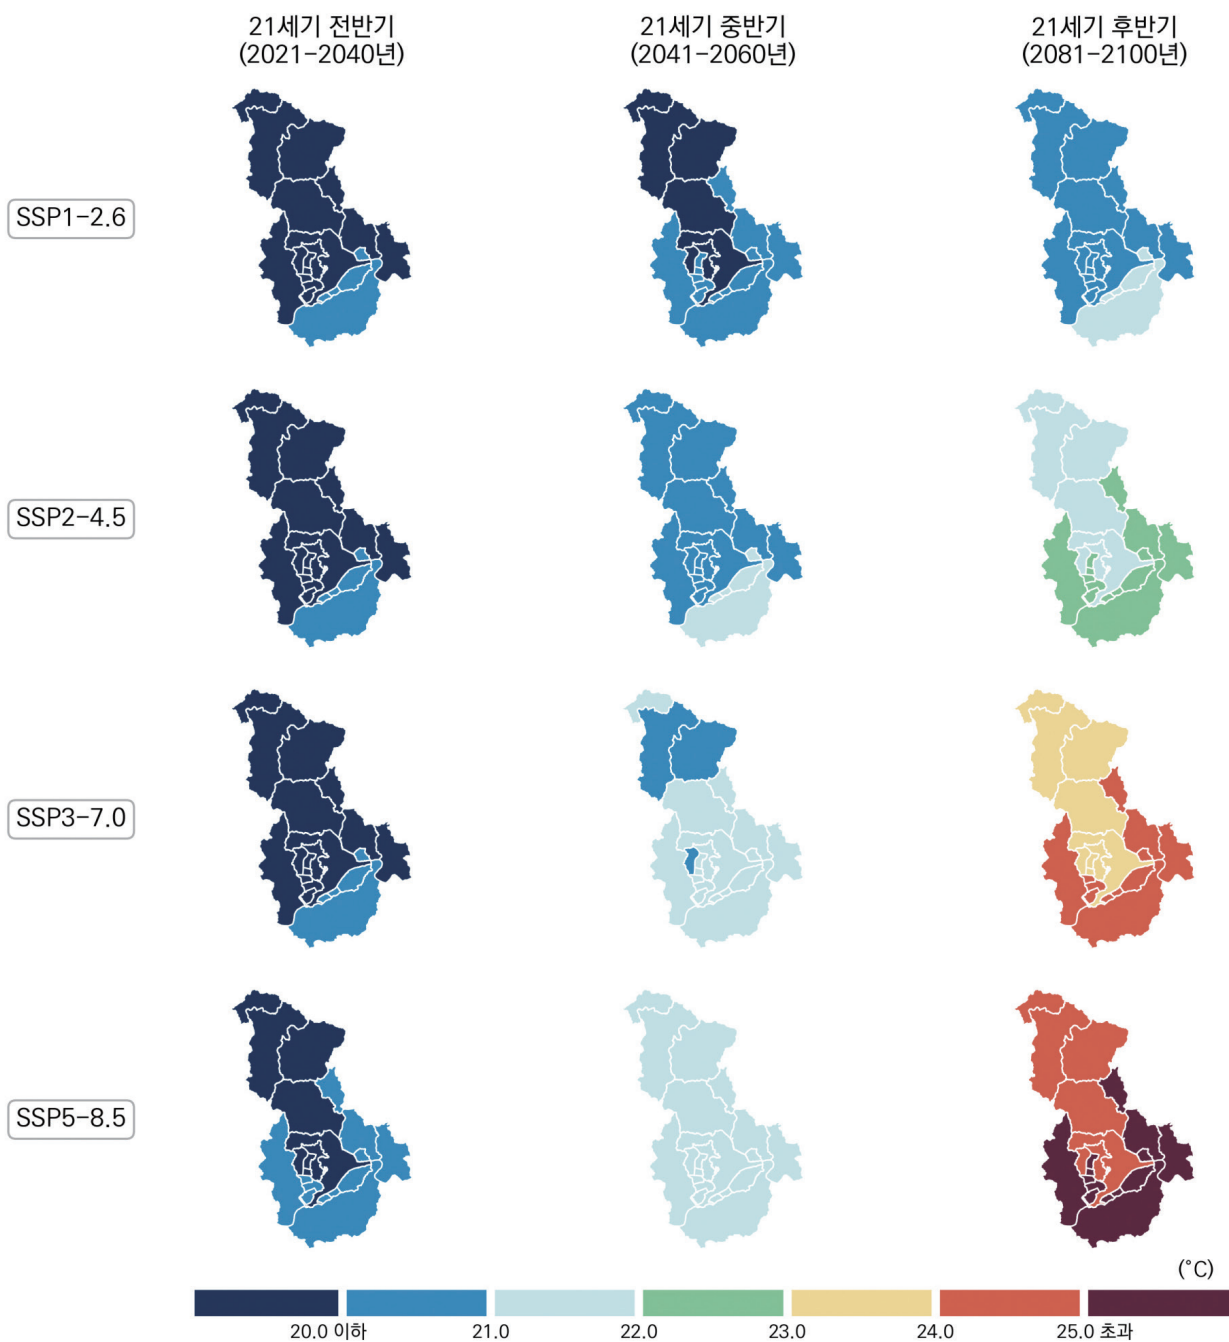 21세기 전반기
(2021-2040년)
21세기 중반기
(2041-2060년)
21세기 후반기
(2081-2100년)
SSP1-2.6
SSP2-4.5
SSP3-7.0
SSP5-8.5
(°C)
20.0 이하
21.0
22.0
23.0
24.0
25.0 초과